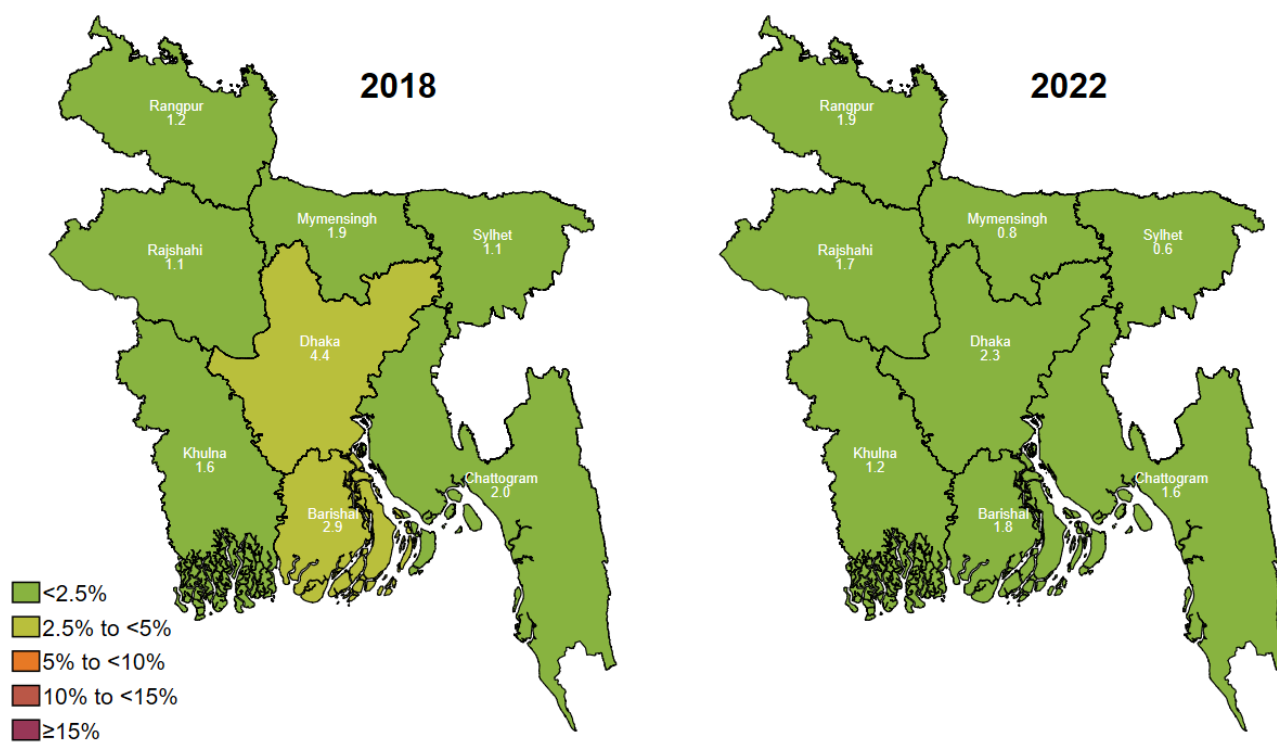 2018
Rangpur
1.2
Mymensingh
1.9
Sylhet
1.1
Rajshahi
1.1
Dhaka
4.4
Khulna
1.6
Chattogram
2.0
Barishal
2.9
<2.5%
2.5% to <5%
5% to <10%
10% to <15%
≥15%
2022
Rangpur
1.9
Mymensingh
0.8
Sylhet
0.6
Rajshahi
1.7
Dhaka
2.3
Khulna
1.2
Chattogram
1.6
Barishal
1.8